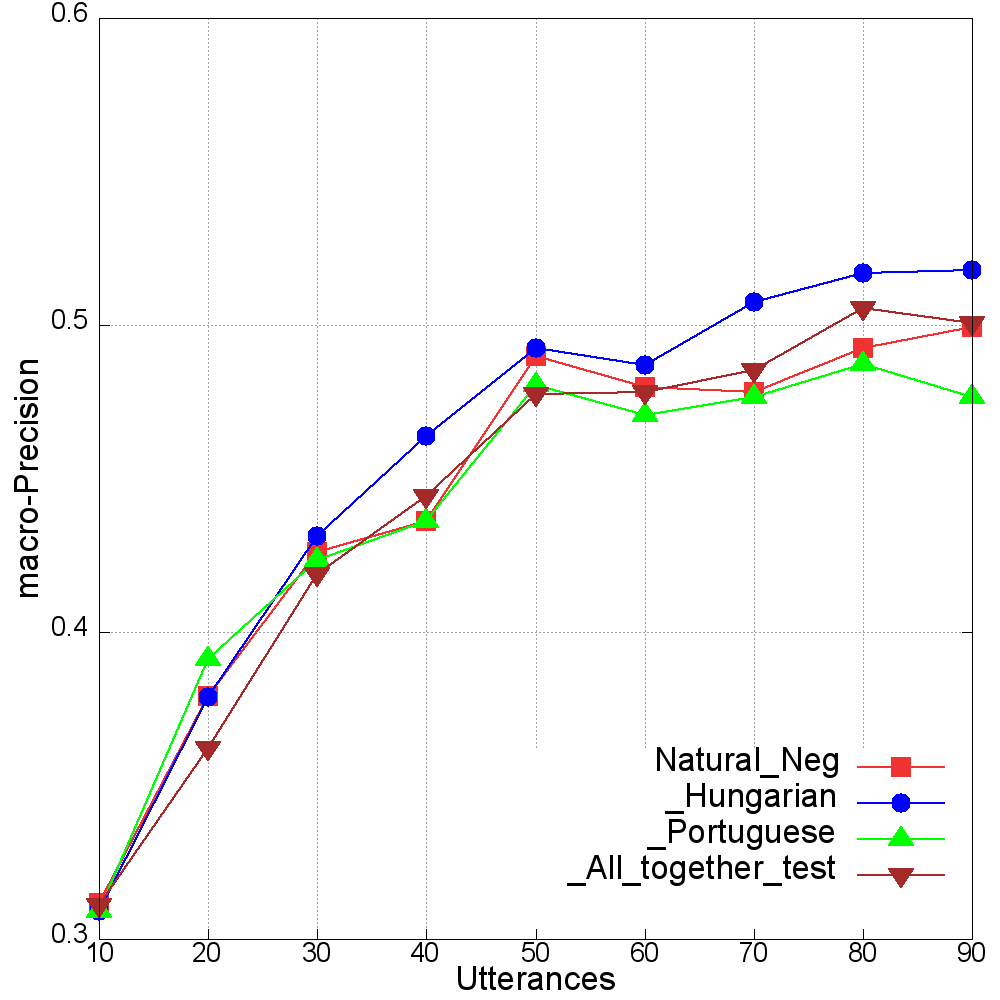 0.6
0.5
0.4
0.3
macro-Precision
Natural_Neg
_Hungarian
_Portuguese
_All_together_test
10 20 30 40 50 60 70 80 90
Utterances